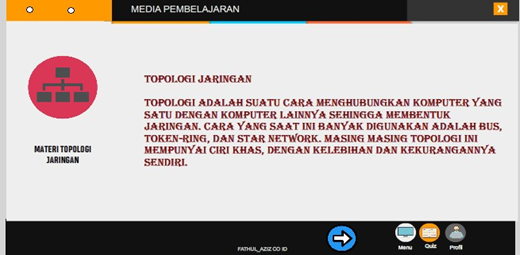 MEDIA PEMBELAJARAN
X
MATERI TOPOLOGI
JARINGAN
TOPOLOGI JARINGAN
TOPOLOGI ADALAH SUATU CARA MENGHUBUNGKAN KOMPUTER YANG
SATU DENGAN KOMPUTER LAINNYA SEHINGGA MEMBENTUK
JARINGAN. CARA YANG SAAT INI BANYAK DIGUNAKAN ADALAH BUS,
TOKEN-RING, DAN STAR NETWORK. MASING MASING TOPOLOGI INI
MEMPUNYAI CIRI KHAS, DENGAN KELEBIHAN DAN KEKURANGANNYA
SENDIRI.
FATHUL_AZIZ.CO ID
Menu
Quiz
Profil